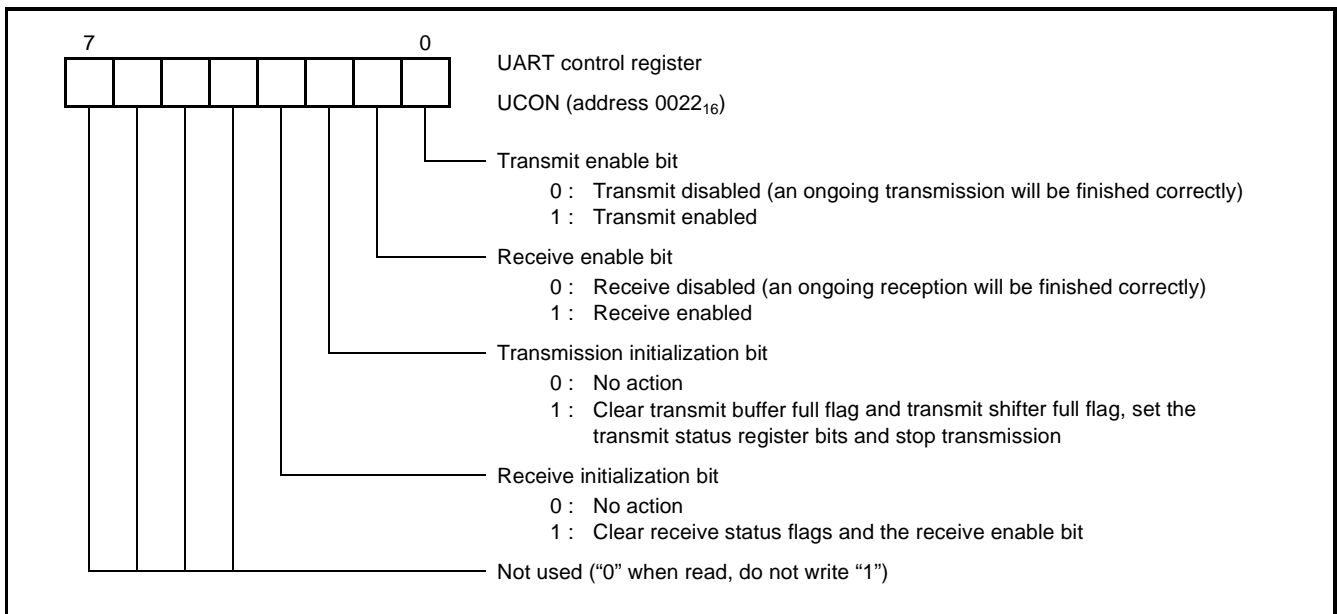 7 0
UART control register
UCON (address 0022₁₆)
Transmit enable bit
0 : Transmit disabled (an ongoing transmission will be finished correctly)
1 : Transmit enabled
Receive enable bit
0 : Receive disabled (an ongoing reception will be finished correctly)
1 : Receive enabled
Transmission initialization bit
0 : No action
1 : Clear transmit buffer full flag and transmit shifter full flag, set the
transmit status register bits and stop transmission
Receive initialization bit
0 : No action
1 : Clear receive status flags and the receive enable bit
Not used (“0” when read, do not write “1”)